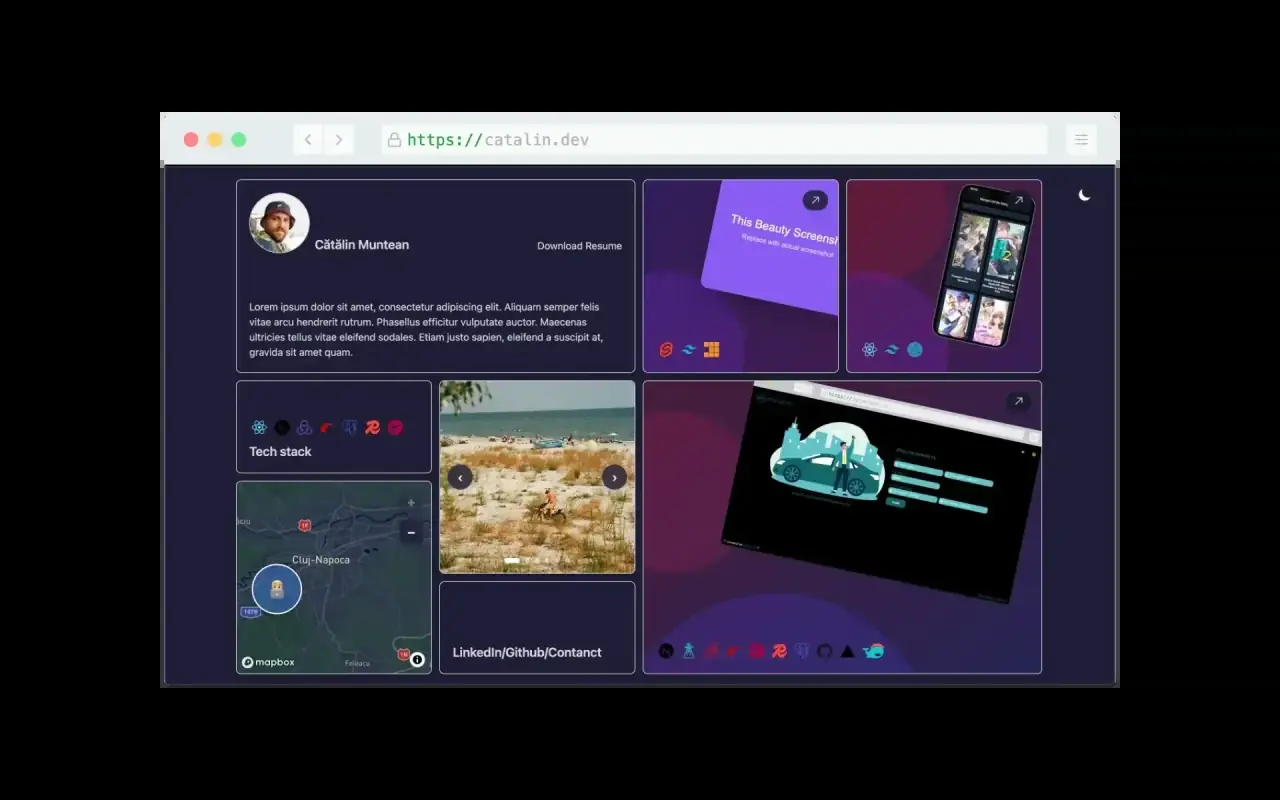 https://catalin.dev
Cătălin Muntean
Download Resume
Lorem ipsum dolor sit amet, consectetur adipiscing elit. Aliquam semper felis
vitae arcu hendrerit rutrum. Phasellus efficitur vulputate auctor. Maecenas
ultricies tellus vitae eleifend sodales. Etiam justo sapien, eleifend a suscipit at,
gravida sit amet quam.
This Beauty Screensh
Replace with actual screenshot
Tech stack
Cluj-Napoca
Feleacu
mapbox
LinkedIn/Github/Contanct